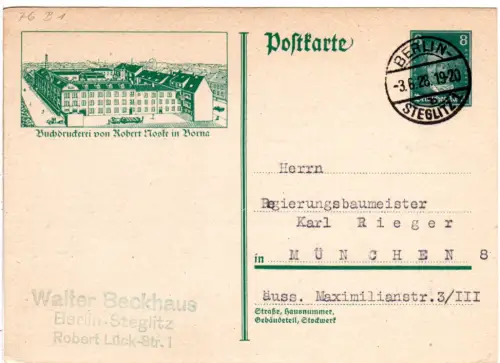 76 B 1
Postkarte
8
BERLIN-
-3.6.28.19-20
STEGLITZ
Buchdruckerei von Robert Noske in Borna
Herrn
Regierungsbaumeister
Karl Rieger
in MÜNCHEN 8
äuss. Maximilianstr.3/III
Straße, Hausnummer,
Gebäudeteil, Stockwerk
Walter Beckhaus
Berlin-Steglitz
Robert Lück-Str. 1